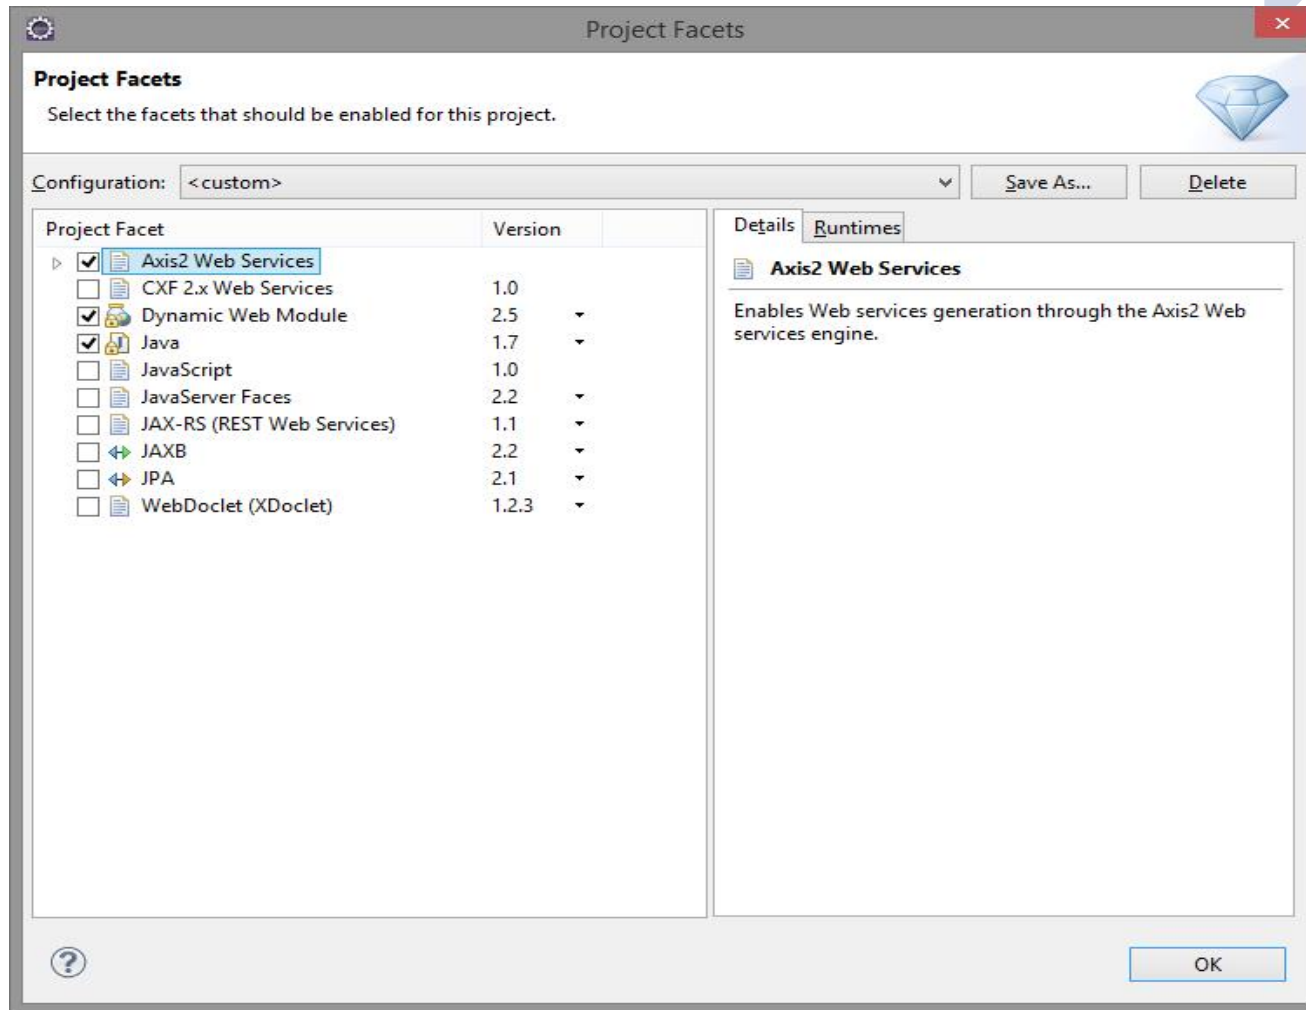 Project Facets
Project Facets
Select the facets that should be enabled for this project.
Configuration: <custom> Save As... Delete
Project Facet Version
Axis2 Web Services
CXF 2.x Web Services 1.0
Dynamic Web Module 2.5
Java 1.7
JavaScript 1.0
JavaServer Faces 2.2
JAX-RS (REST Web Services) 1.1
JAXB 2.2
JPA 2.1
WebDoclet (XDoclet) 1.2.3
Details Runtimes
Axis2 Web Services
Enables Web services generation through the Axis2 Web
services engine.
?
OK